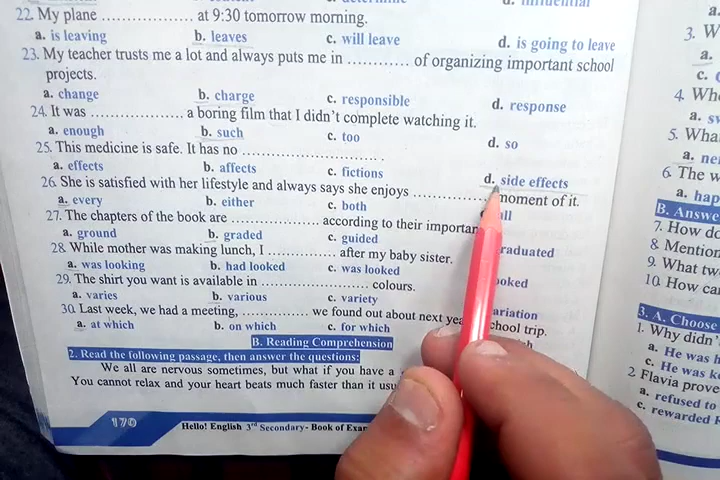 d. influential
22. My plane ................ at 9:30 tomorrow morning.
a. is leaving b. leaves c. will leave d. is going to leave
23. My teacher trusts me a lot and always puts me in ............ of organizing important school
projects.
a. change b. charge c. responsible d. response
24. It was .................. a boring film that I didn't complete watching it.
a. enough b. such c. too d. so
25. This medicine is safe. It has no ........................... .
a. effects b. affects c. fictions d. side effects
26. She is satisfied with her lifestyle and always says she enjoys .............. moment of it.
a. every b. either c. both all
27. The chapters of the book are ................. according to their
a. ground b. graded c. guided raduated
28. While mother was making lunch, I .............. after my baby sister.
a. was looking b. had looked c. was looked ooked
29. The shirt you want is available in ..................... colours.
a. varies b. various c. variety ariation
30. Last week, we had a meeting, ............. we found out about next school trip.
a. at which b. on which c. for which
B. Reading Comprehension
2. Read the following passage, then answer the questions:
We all are nervous sometimes, but what if you have a
You cannot relax and your heart beats much faster than it
170 Hello! English 3rd Secondary- Book of
3. W
a.
c.
4. Wh
a.
5. Wha
a. ne
6. The w
a. hap
B. Answe
7. How do
8. Mention
9. What tw
10. How ca
3. A. Choose
1. Why didn'
a. He was
c. He was
2 Flavia prove
a. refused to
c. rewarded